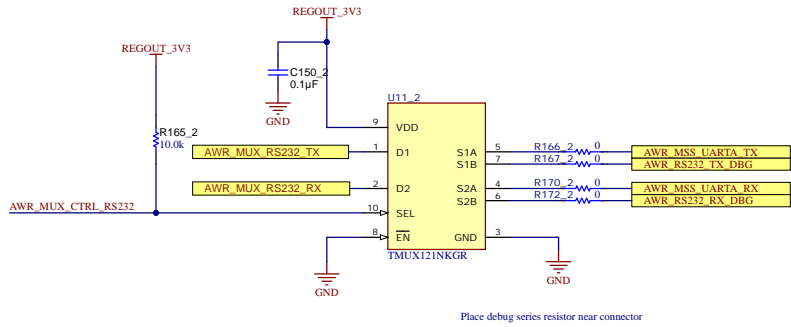 REGOUT_3V3
REGOUT_3V3
C150_2
0.1µF
GND
U11_2
R165_2
10.0k
9 VDD
AWR_MUX_RS232_TX 1 D1 S1A 5 R166_2 0 AWR_MSS_UARTA_TX
S1B 7 R167_2 0 AWR_RS232_TX_DBG
AWR_MUX_RS232_RX 2 D2 S2A 4 R170_2 0 AWR_MSS_UARTA_RX
S2B 6 R172_2 0 AWR_RS232_RX_DBG
AWR_MUX_CTRL_RS232 10 SEL
8 EN GND 3
TMUX121NKGR
GND
GND
Place debug series resistor near connector